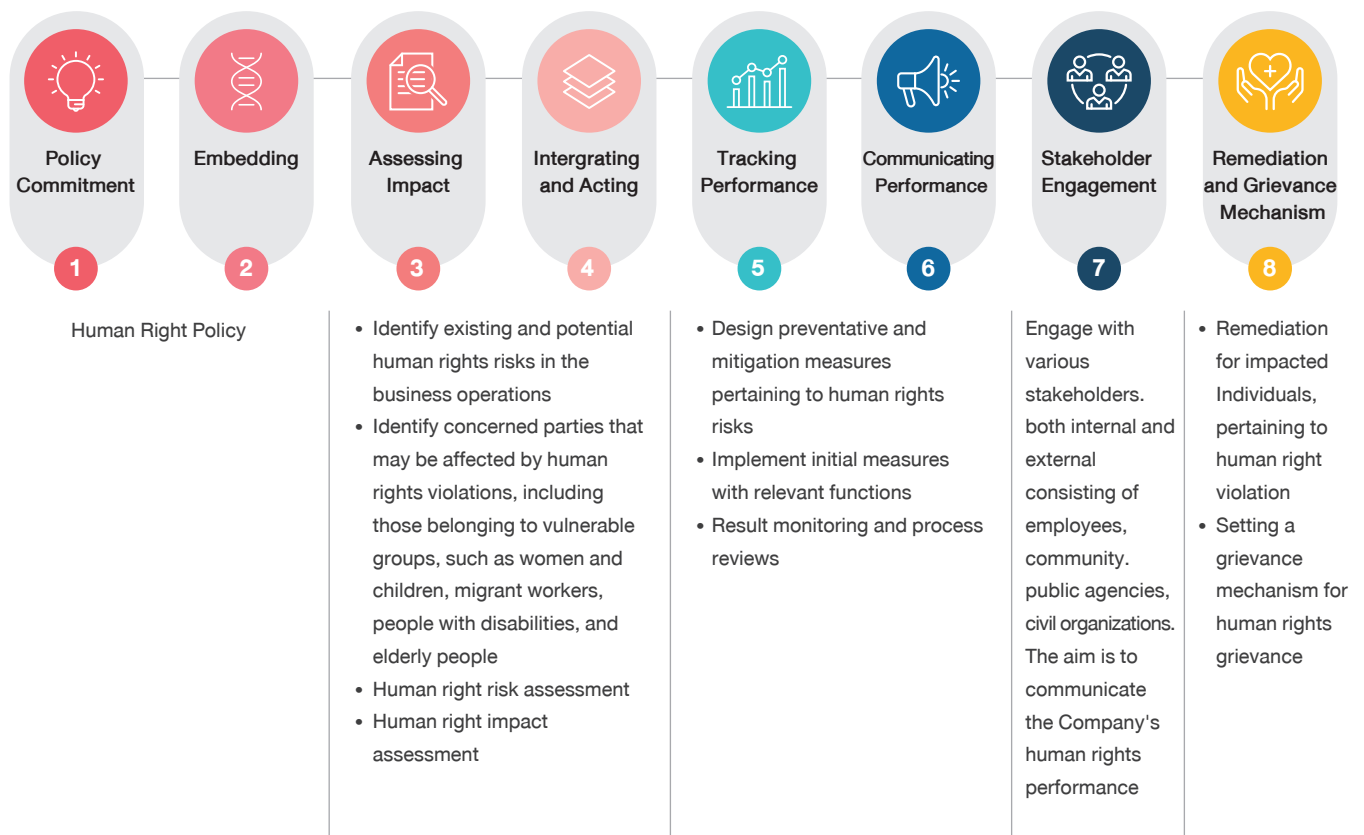 Policy
Commitment
1
Embedding
2
Assessing
Impact
3
Intergrating
and Acting
4
Tracking
Performance
5
Communicating
Performance
6
Stakeholder
Engagement
7
Remediation
and Grievance
Mechanism
8
Human Right Policy
• Identify existing and potential
human rights risks in the
business operations
• Identify concerned parties that
may be affected by human
rights violations, including
those belonging to vulnerable
groups, such as women and
children, migrant workers,
people with disabilities, and
elderly people
• Human right risk assessment
• Human right impact
assessment
• Design preventative and
mitigation measures
pertaining to human rights
risks
• Implement initial measures
with relevant functions
• Result monitoring and process
reviews
Engage with
various
stakeholders.
both internal and
external
consisting of
employees,
community.
public agencies,
civil organizations.
The aim is to
communicate
the Company's
human rights
performance
• Remediation
for impacted
Individuals,
pertaining to
human right
violation
• Setting a
grievance
mechanism for
human rights
grievance